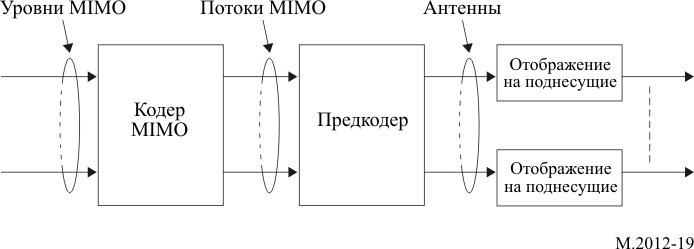 Уровни MIMO
Потоки MIMO
Антенны
Кодер
MIMO
Предкодер
Отображение
на поднесущие
Отображение
на поднесущие
M.2012-19